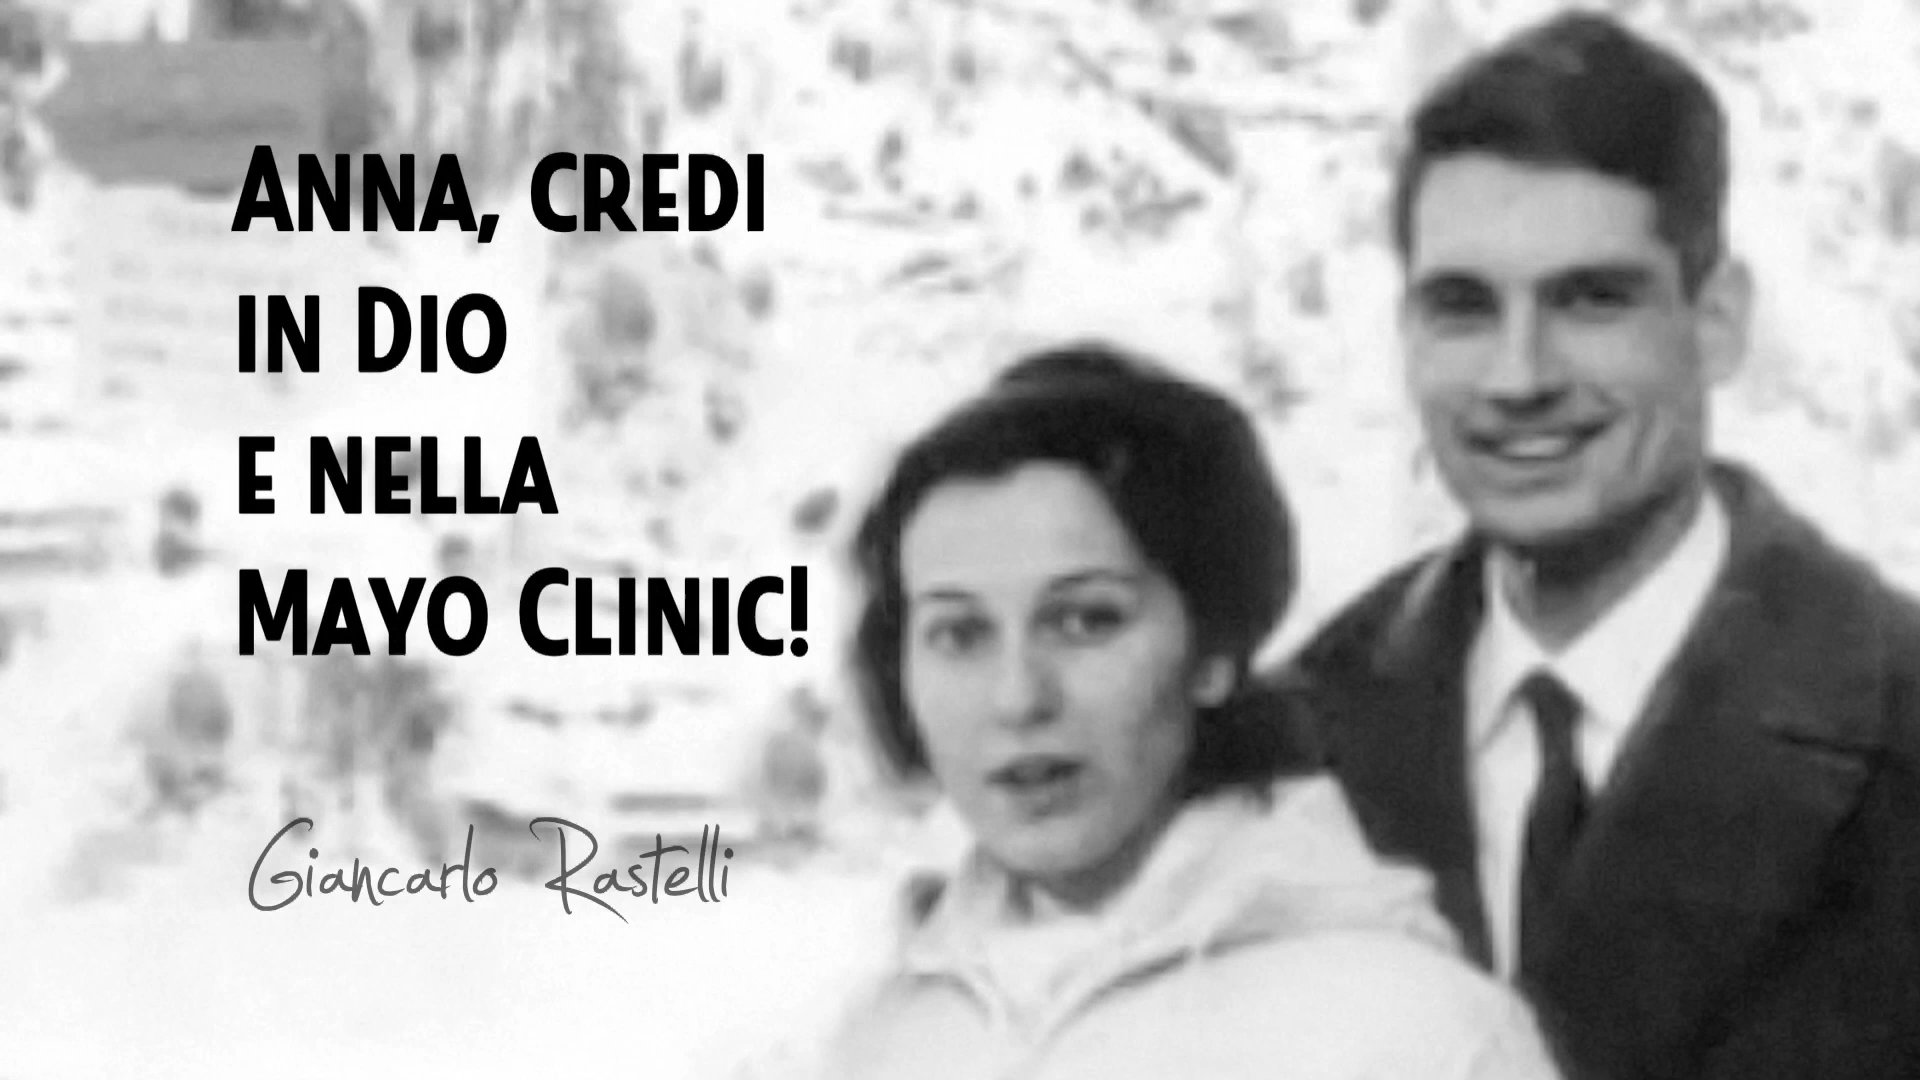 Anna, credi
in Dio
e nella
Mayo Clinic!
Giancarlo Rastelli